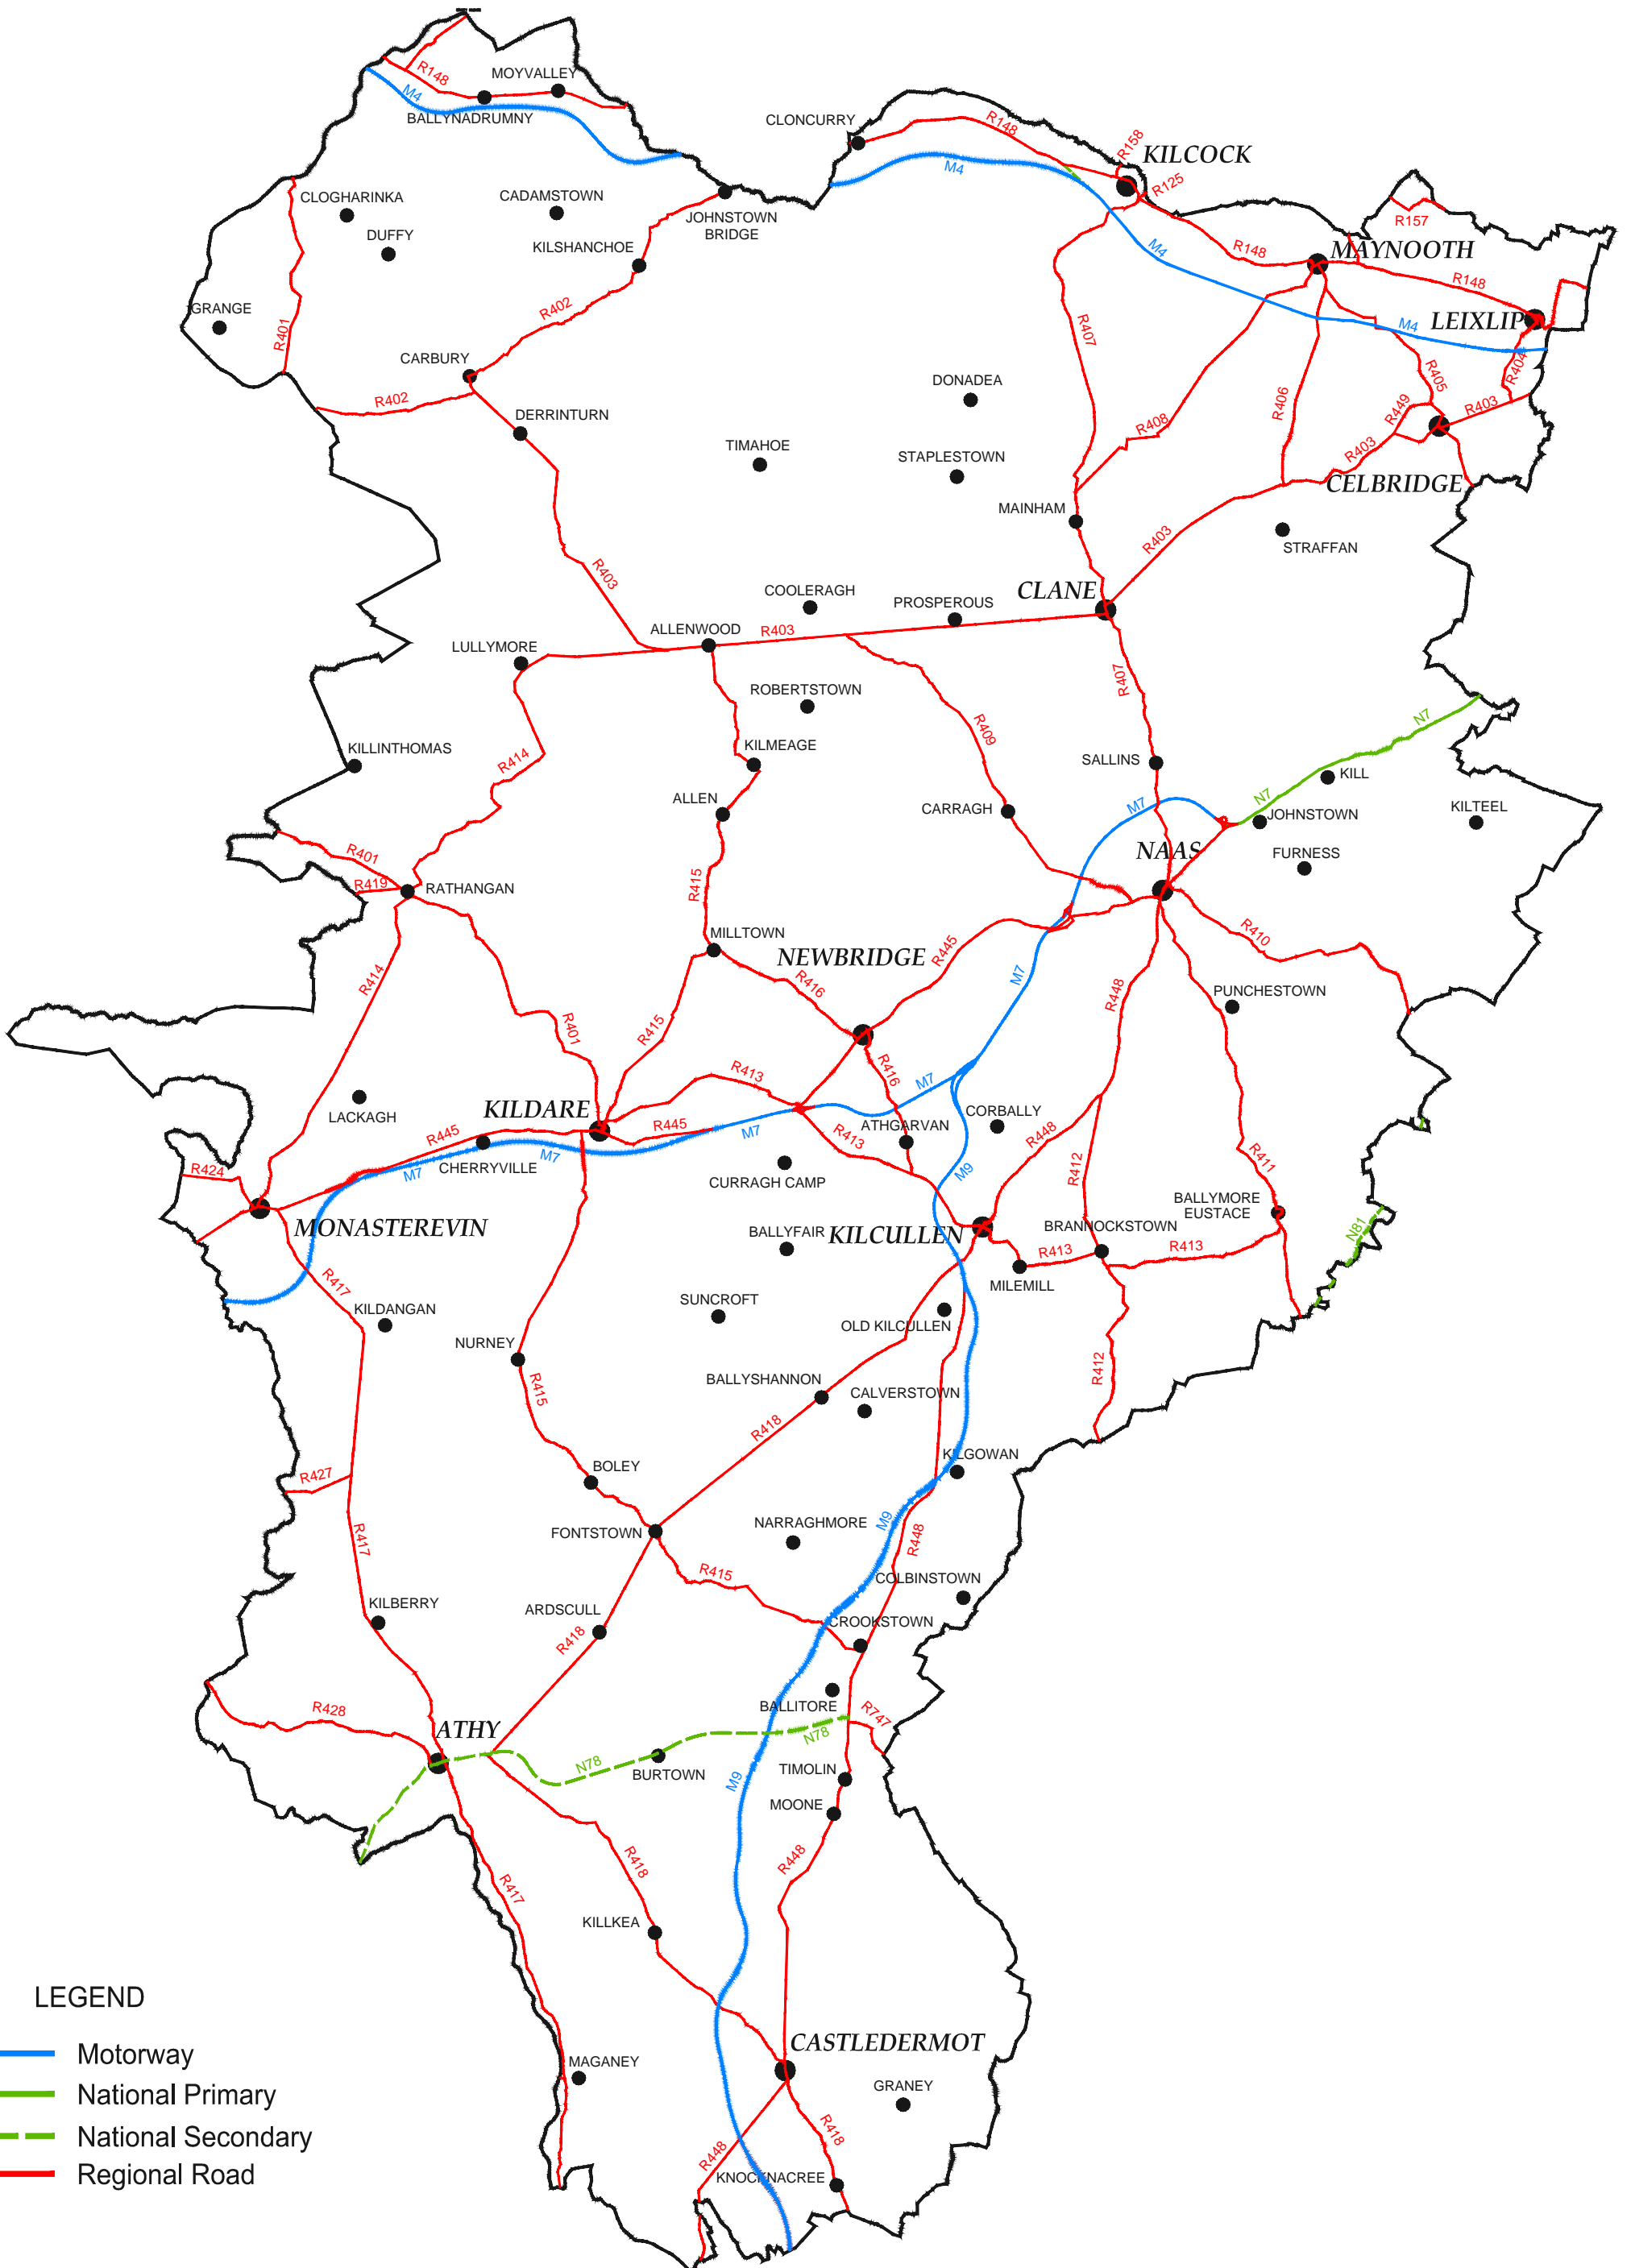 MOYVALLEY
R148
M4
BALLYNADRUMNY
CLONCURRY
R148
R158
KILCOCK
M4
R125
CLOGHARINKA
CADAMSTOWN
JOHNSTOWN
BRIDGE
DUFFY
KILSHANCHOE
R157
M4
R148
MAYNOOTH
R148
GRANGE
R402
R401
R407
M4
LEIXLIP
CARBURY
R402
DONADEA
R405
R404
R406
R449
R403
DERRINTURN
R408
TIMAHOE
STAPLESTOWN
R403
CELBRIDGE
MAINHAM
R403
STRAFFAN
R403
COOLERAGH
PROSPEROUS
CLANE
ALLENWOOD
R403
LULLYMORE
R407
ROBERTSTOWN
R409
N7
KILLINTHOMAS
KILMEAGE
R414
SALLINS
KILL
ALLEN
CARRAGH
M7
N7
JOHNSTOWN
KILTEEL
R401
NAAS
FURNESS
R419
RATHANGAN
R415
MILLTOWN
NEWBRIDGE
R445
R410
R414
R416
M7
R448
PUNCHESTOWN
R401
R415
R413
R416
M7
LACKAGH
KILDARE
R445
R445
M7
CORBALLY
ATHGARVAN
R413
R448
CHERRYVILLE
M7
M7
R424
CURRAGH CAMP
M9
R412
R411
MONASTEREVIN
BALLYFAIR
KILCULLEN
BRANNOCKSTOWN
BALLYMORE
EUSTACE
N81
R413
R413
MILEMILL
R417
KILDANGAN
SUNCROFT
OLD KILCULLEN
NURNEY
R412
R415
BALLYSHANNON
CALVERSTOWN
R418
KILGOWAN
R427
BOLEY
FONTSTOWN
NARRAGHMORE
M9
R448
R417
R415
COLBINSTOWN
KILBERRY
ARDSCULL
CROOKSTOWN
R418
BALLITORE
R428
R747
ATHY
N78
N78
BURTOWN
M9
TIMOLIN
MOONE
R418
R448
R417
KILLKEA
LEGEND
CASTLEDERMOT
Motorway
MAGANEY
GRANEY
National Primary
National Secondary
R418
R448
Regional Road
KNOCKNACREE